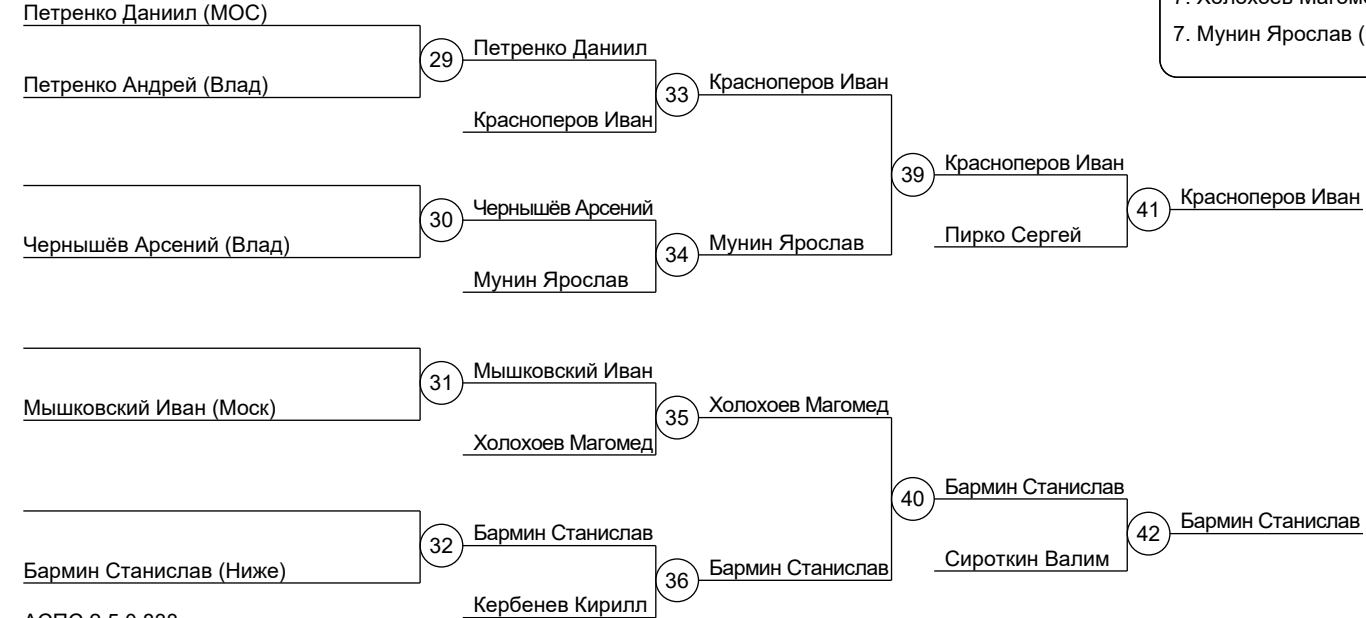 Петренко Даниил (МОС)
7. Мунин Ярослав (
29
Петренко Даниил
Петренко Андрей (Влад)
33
Красноперов Иван
Красноперов Иван
39
Красноперов Иван
41
Красноперов Иван
30
Чернышёв Арсений
Чернышёв Арсений (Влад)
34
Мунин Ярослав
Пирко Сергей
Мунин Ярослав
31
Мышковский Иван
Мышковский Иван (Моск)
35
Холохоев Магомед
Холохоев Магомед
40
Бармин Станислав
42
Бармин Станислав
32
Бармин Станислав
Бармин Станислав (Ниже)
36
Бармин Станислав
Сироткин Валим
Кербенев Кирилл